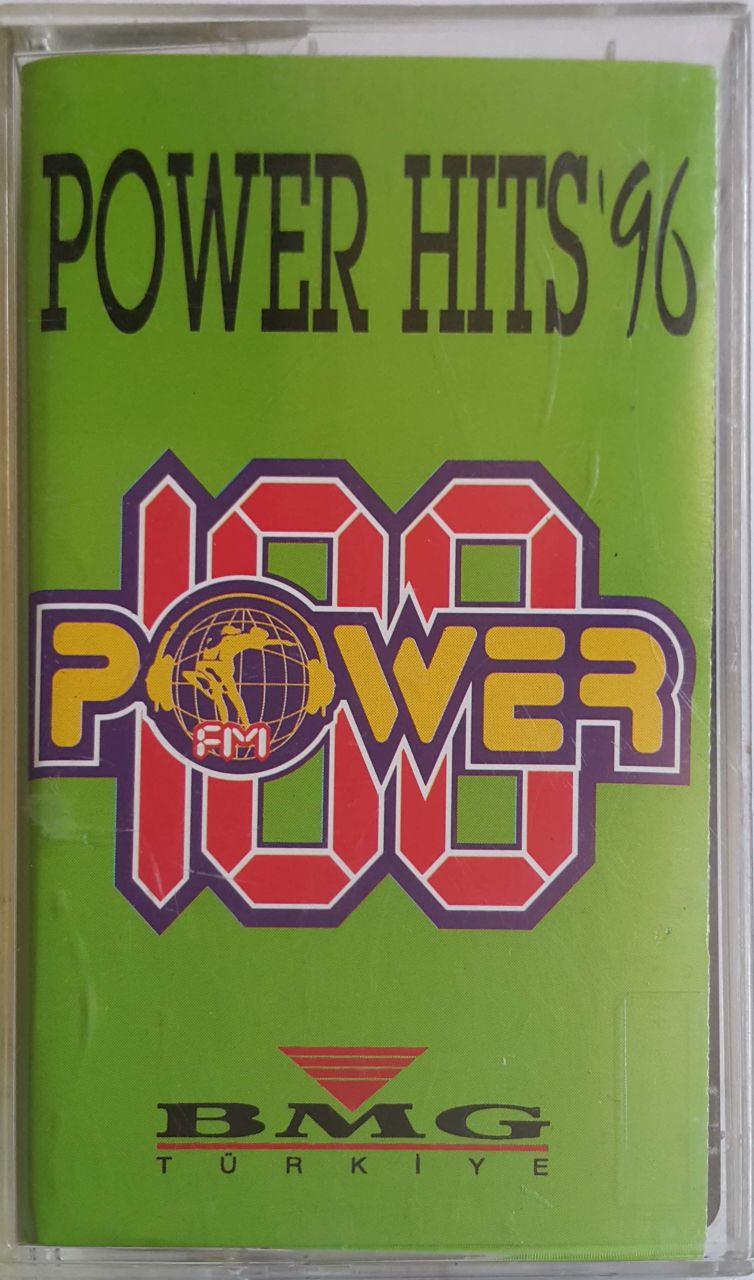 POWER HITS '96
100
POWER
FM
BMG
TÜRKİYE